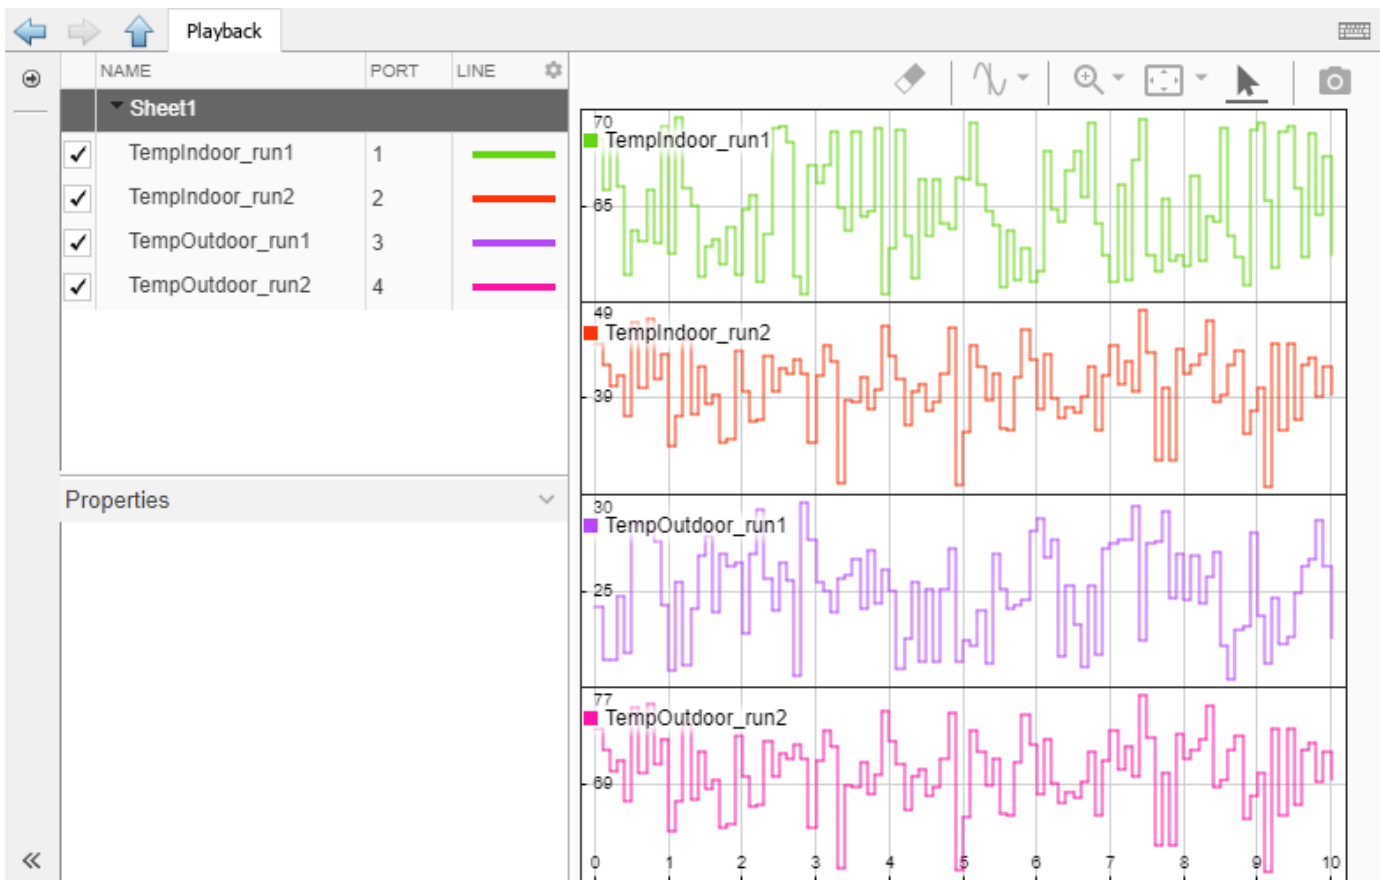 Playback
NAME PORT LINE
Sheet1
TempIndoor_run1 1
TempIndoor_run2 2
TempOutdoor_run1 3
TempOutdoor_run2 4
Properties
70
TempIndoor_run1
65
49
TempIndoor_run2
39
30
TempOutdoor_run1
25
77
TempOutdoor_run2
69
0 1 2 3 4 5 6 7 8 9 10